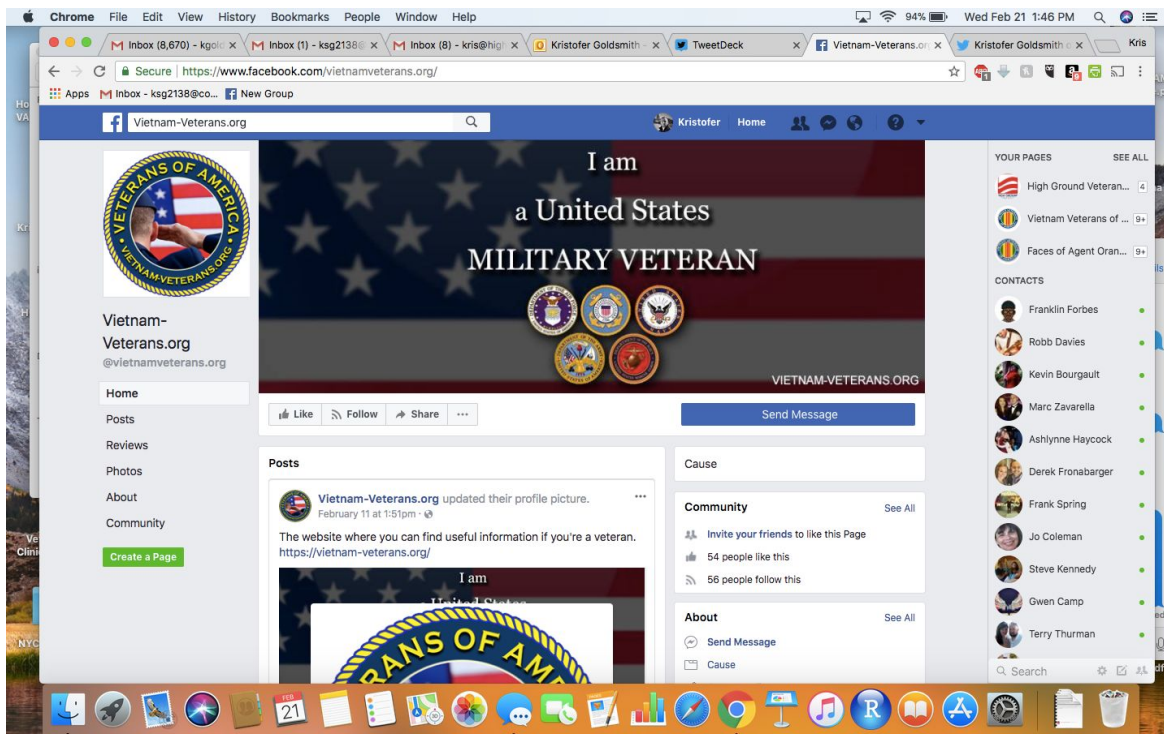 Chrome File Edit View History Bookmarks People Window Help 94% Wed Feb 21 1:46 PM
Inbox (8,670) - kgol Inbox (1) - ksg2138@ Inbox (8) - kris@hig Kristofer Goldsmith - TweetDeck Vietnam-Veterans.or Kristofer Goldsmith Kris
Secure | https://www.facebook.com/vietnamveterans.org/
Apps Inbox - ksg2138@co... New Group
Vietnam-Veterans.org Kristofer Home
VETERANS OF AMERICA
VIETNAM-VETERANS.ORG
I am
a United States
MILITARY VETERAN
VIETNAM-VETERANS.ORG
Vietnam-
Veterans.org
@vietnamveterans.org
Home
Posts
Reviews
Photos
About
Community
Create a Page
Like Follow Share ...
Send Message
Posts
Vietnam-Veterans.org updated their profile picture.
February 11 at 1:51pm ·
The website where you can find useful information if you're a veteran.
https://vietnam-veterans.org/
I am
a United States
ANS OF AM
Cause
Community See All
Invite your friends to like this Page
54 people like this
56 people follow this
About See All
Send Message
Cause
YOUR PAGES SEE ALL
High Ground Veteran... 4
Vietnam Veterans of ... 9+
Faces of Agent Oran... 9+
CONTACTS
Franklin Forbes
Robb Davies
Kevin Bourgault
Marc Zavarella
Ashlynne Haycock
Derek Fronabarger
Frank Spring
Jo Coleman
Steve Kennedy
Gwen Camp
Terry Thurman
Search
FEB
21